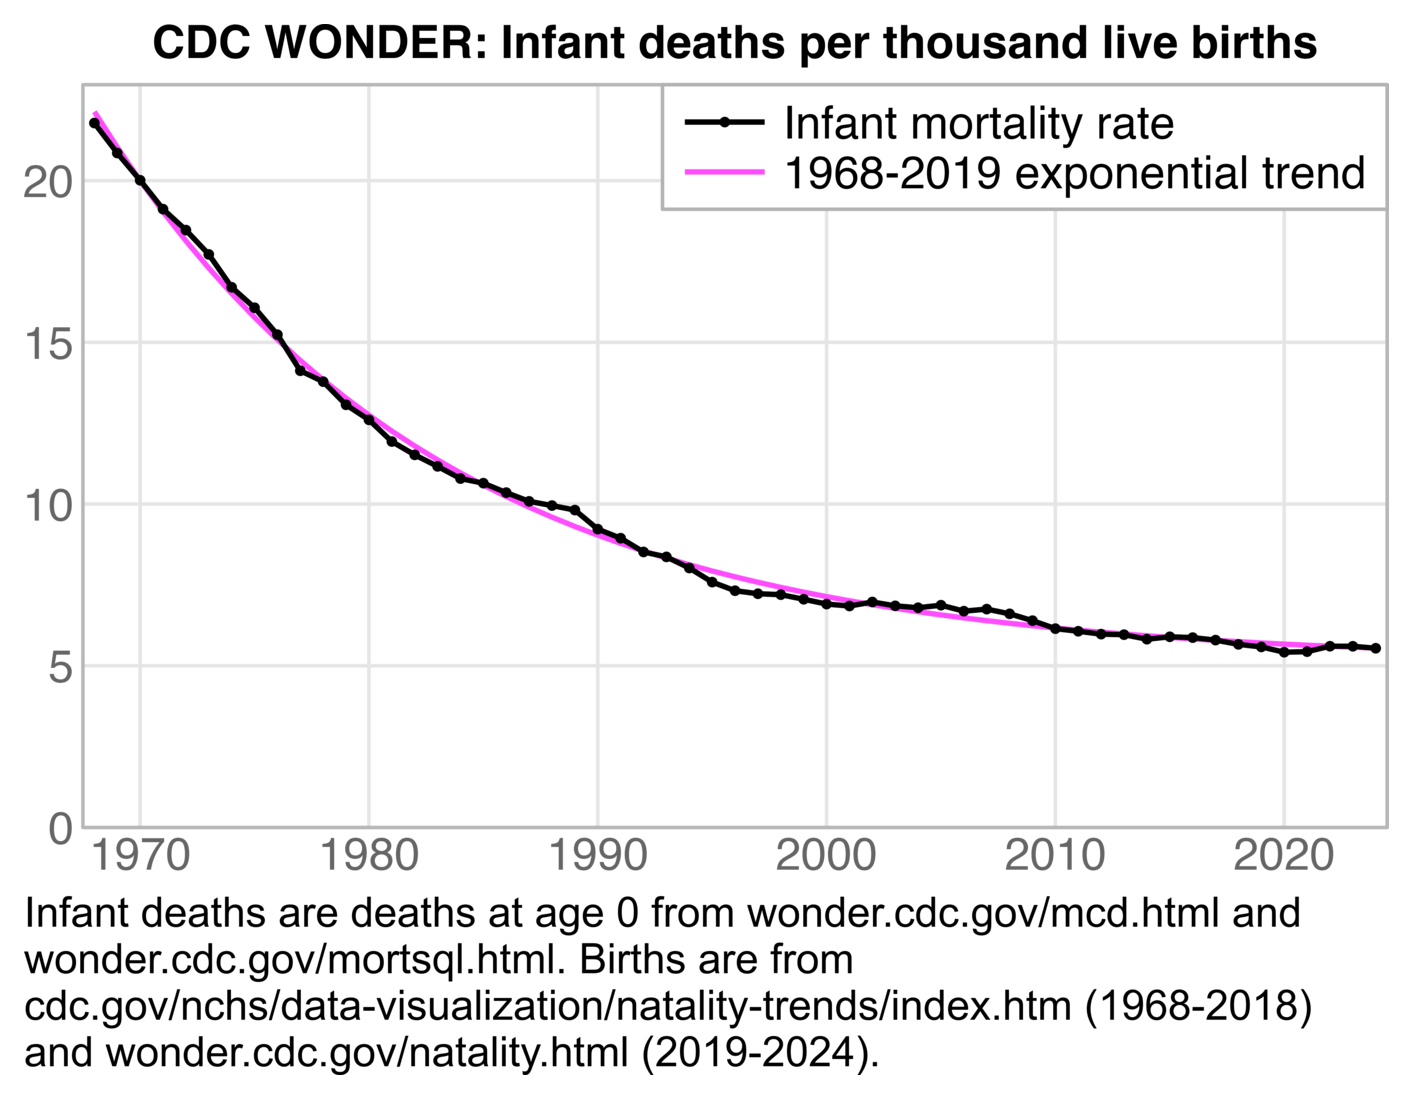 CDC WONDER: Infant deaths per thousand live births
Infant mortality rate
1968-2019 exponential trend
20
15
10
5
0
1970 1980 1990 2000 2010 2020
Infant deaths are deaths at age 0 from wonder.cdc.gov/mcd.html and
wonder.cdc.gov/mortsql.html. Births are from
cdc.gov/nchs/data-visualization/natality-trends/index.htm (1968-2018)
and wonder.cdc.gov/natality.html (2019-2024).